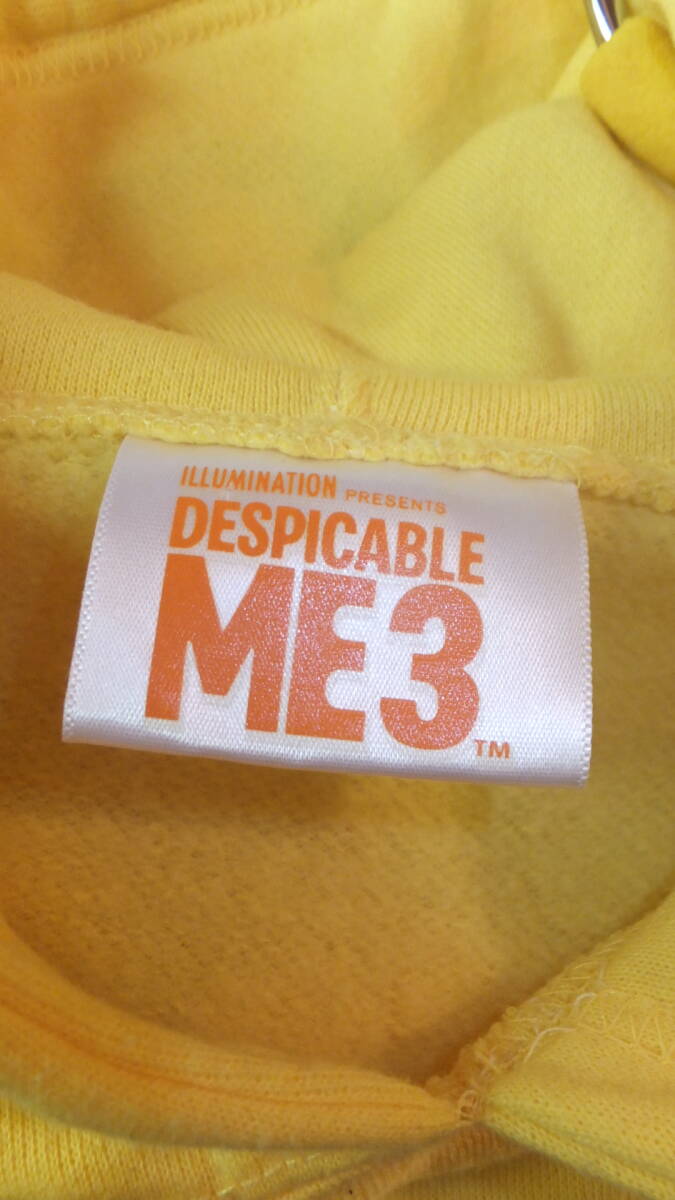 ILLUMINATION PRESENTS
DESPICABLE
ME3 ™